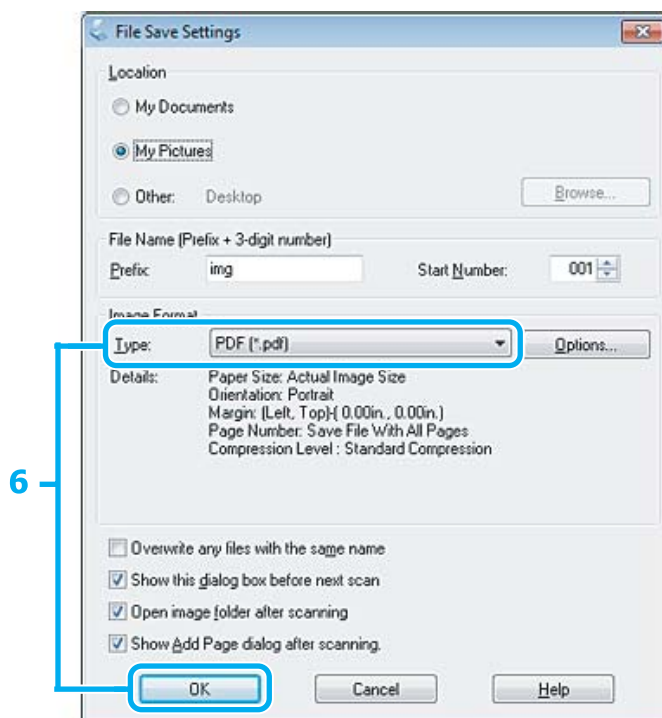 File Save Settings
Location
My Documents
My Pictures
Other: Desktop Browse...
File Name (Prefix + 3-digit number)
Prefix: img Start Number: 001
Image Format
Type: PDF (*.pdf) Options...
Details: Paper Size: Actual Image Size
Orientation: Portrait
Margin: (Left, Top)-( 0.00in., 0.00in.)
Page Number: Save File With All Pages
Compression Level : Standard Compression
6
Overwrite any files with the same name
Show this dialog box before next scan
Open image folder after scanning
Show Add Page dialog after scanning.
OK Cancel Help